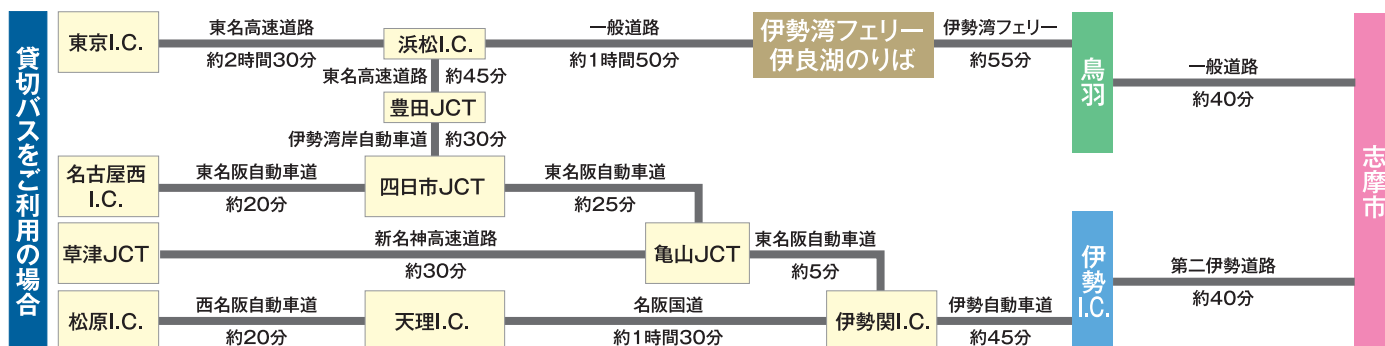 貸切バスをご利用の場合
東京I.C.
東名高速道路
約2時間30分
浜松I.C.
一般道路
約1時間50分
伊勢湾フェリー
伊良湖のりば
伊勢湾フェリー
約55分
鳥羽
一般道路
約40分
志摩市
東名高速道路
約45分
豊田JCT
伊勢湾岸自動車道
約30分
名古屋西
I.C.
東名阪自動車道
約20分
四日市JCT
東名阪自動車道
約25分
草津JCT
新名神高速道路
約30分
亀山JCT
東名阪自動車道
約5分
松原I.C.
西名阪自動車道
約20分
天理I.C.
名阪国道
約1時間30分
伊勢関I.C.
伊勢自動車道
約45分
伊勢
I.C.
第二伊勢道路
約40分